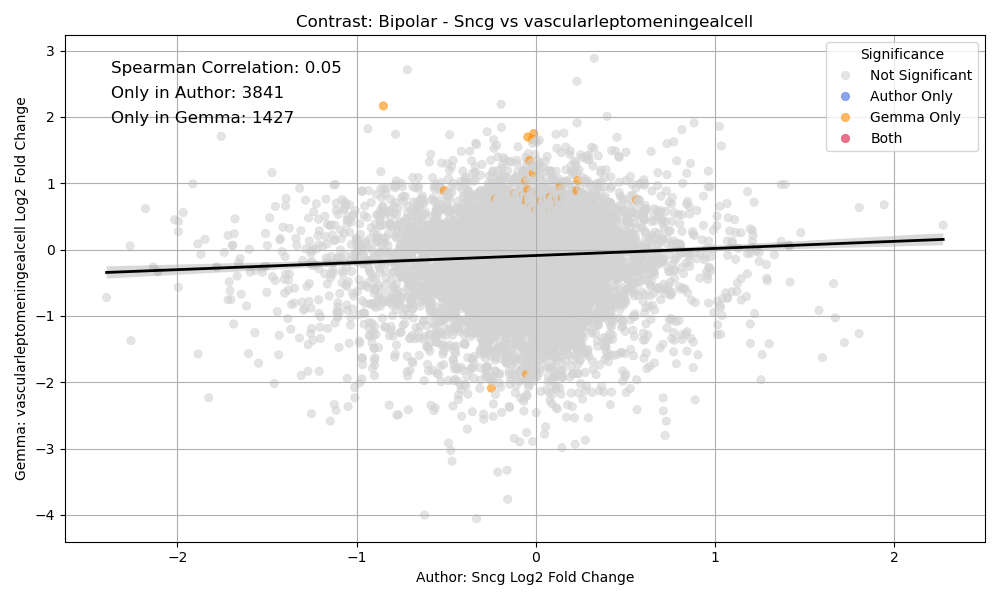 Contrast: Bipolar - Sncg vs vascularleptomeningealcell
Spearman Correlation: 0.05
Only in Author: 3841
Only in Gemma: 1427
Significance
Not Significant
Author Only
Gemma Only
Both
Gemma: vascularleptomeningealcell Log2 Fold Change
3
2
1
0
−1
−2
−3
−4
−2
−1
0
1
2
Author: Sncg Log2 Fold Change